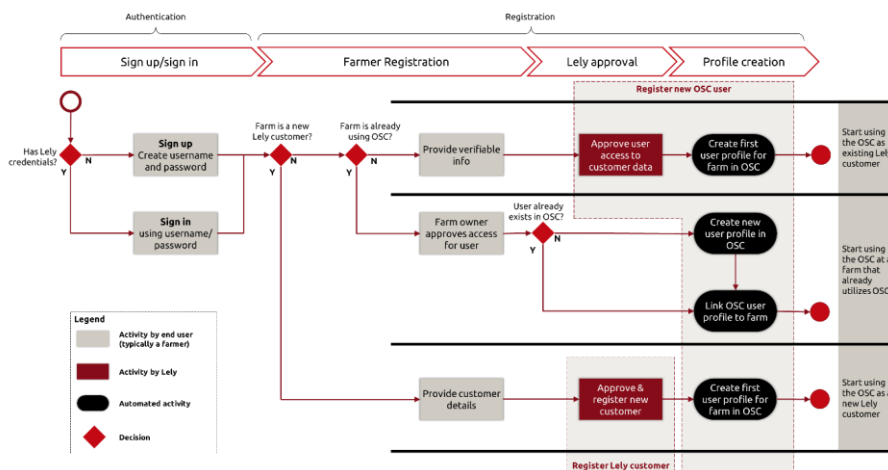 Authentication
Registration
Sign up/sign in
Farmer Registration
Lely approval
Profile creation
Register new OSC user
Has Lely
credentials?
N
Y
Sign up
Create username
and password
Sign in
using username/
password
Farm is a new
Lely customer?
N
Y
Farm is already
using OSC?
N
Y
Provide verifiable
info
Approve user
access to
customer data
Create first
user profile for
farm in OSC
Start using
the OSC as
existing Lely
customer
Farm owner
approves access
for user
User already
exists in OSC?
N
Y
Create new
user profile in
OSC
Link OSC user
profile to farm
Start using
the OSC at a
farm that
already
utilizes OSC
Provide customer
details
Approve &
register new
customer
Create first
user profile for
farm in OSC
Start using
the OSC as a
new Lely
customer
Register Lely customer
Legend
Activity by end user
(typically a farmer)
Activity by Lely
Automated activity
Decision